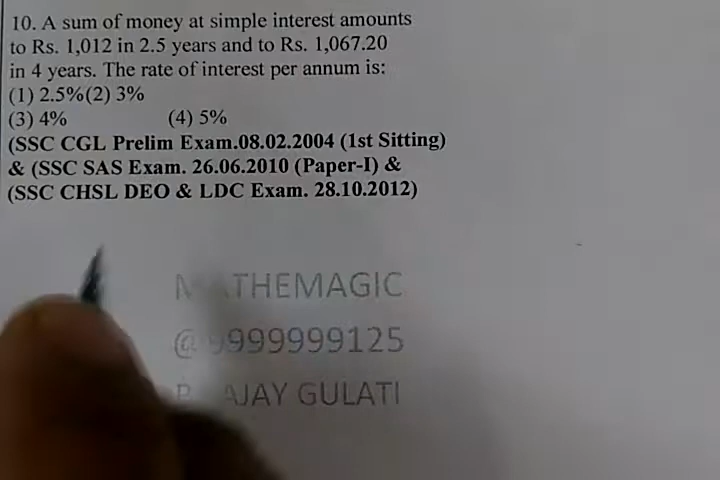 10. A sum of money at simple interest amounts
to Rs. 1,012 in 2.5 years and to Rs. 1,067.20
in 4 years. The rate of interest per annum is:
(1) 2.5%(2) 3%
(3) 4% (4) 5%
(SSC CGL Prelim Exam.08.02.2004 (1st Sitting)
& (SSC SAS Exam. 26.06.2010 (Paper-I) &
(SSC CHSL DEO & LDC Exam. 28.10.2012)
MATHEMAGIC
@9999999125
AJAY GULATI